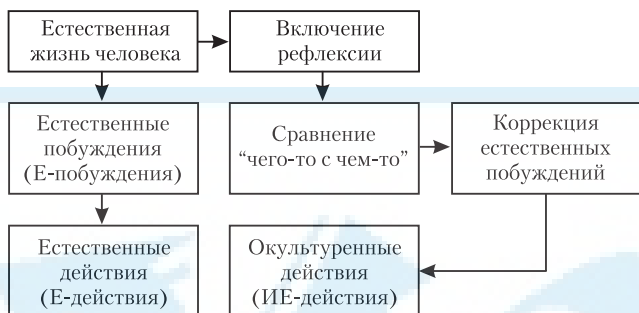 Естественная
жизнь человека
Включение
рефлексии
Естественные
побуждения
(Е-побуждения)
Сравнение
“чего-то с чем-то”
Коррекция
естественных
побуждений
Естественные
действия
(Е-действия)
Окультуренные
действия
(ИЕ-действия)